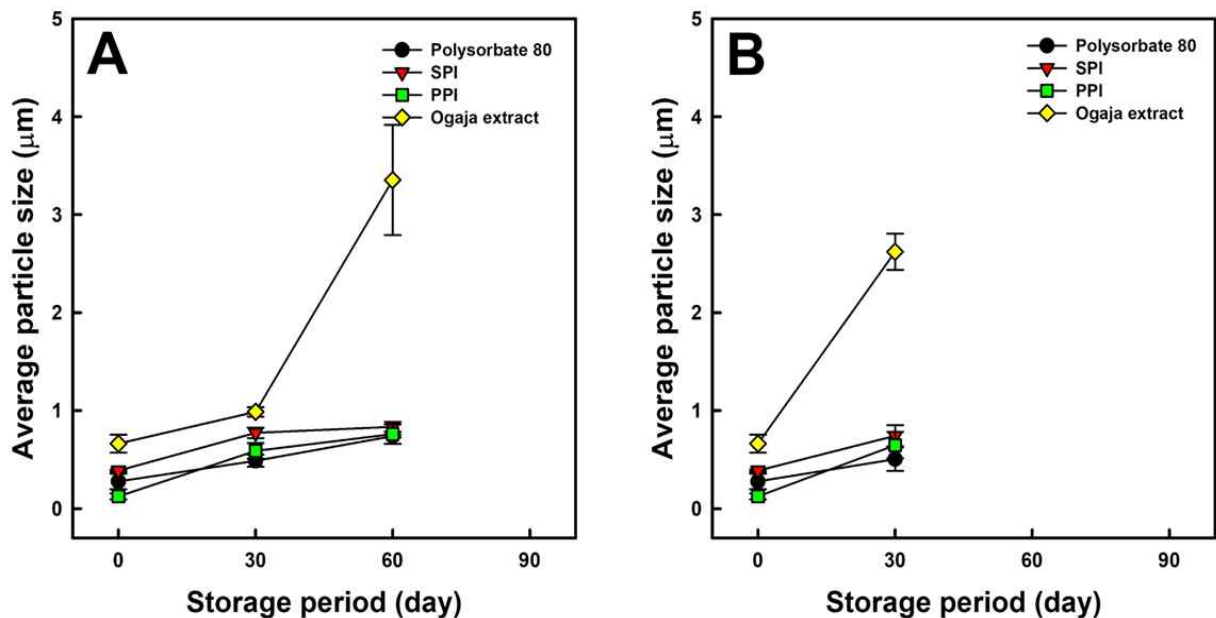 A
Polysorbate 80
SPI
PPI
Ogaja extract
5
4
3
2
1
0
Average particle size (μm)
0 30 60 90
Storage period (day)
B
Polysorbate 80
SPI
PPI
Ogaja extract
5
4
3
2
1
0
Average particle size (μm)
0 30 60 90
Storage period (day)